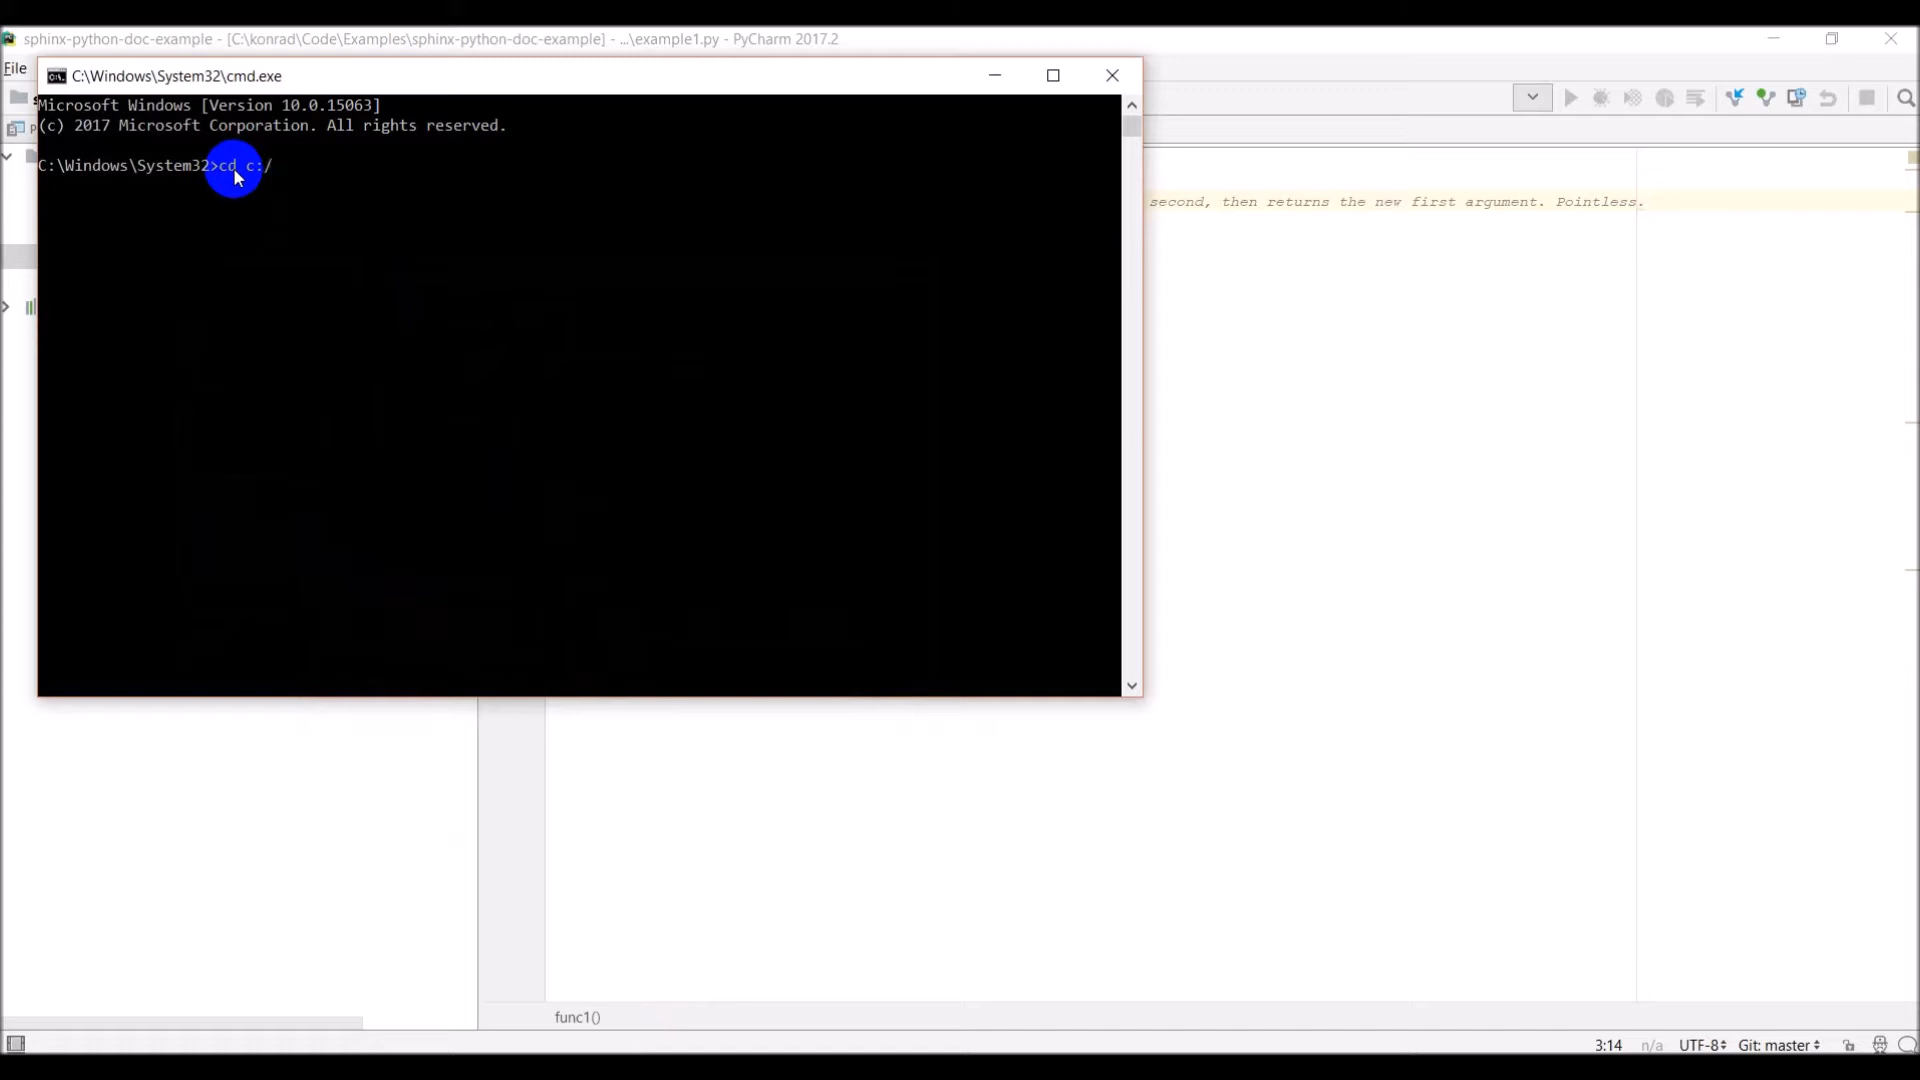 sphinx-python-doc-example - [C:\konrad\Code\Examples\sphinx-python-doc-example] - ...\example1.py - PyCharm 2017.2
File
C:\Windows\System32\cmd.exe
Microsoft Windows [Version 10.0.15063]
(c) 2017 Microsoft Corporation. All rights reserved.
C:\Windows\System32>cd c:/
second, then returns the new first argument. Pointless.
func1()
3:14 n/a UTF-8 Git: master